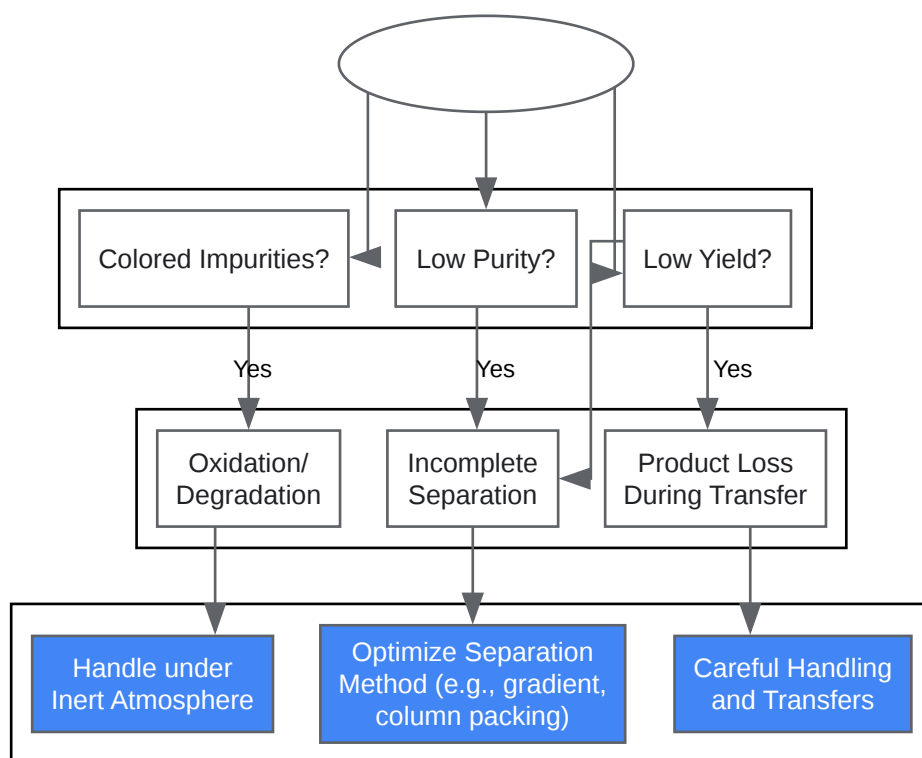 Colored Impurities?
Low Purity?
Low Yield?
Yes
Yes
Yes
Oxidation/
Degradation
Incomplete
Separation
Product Loss
During Transfer
Handle under
Inert Atmosphere
Optimize Separation
Method (e.g., gradient,
column packing)
Careful Handling
and Transfers